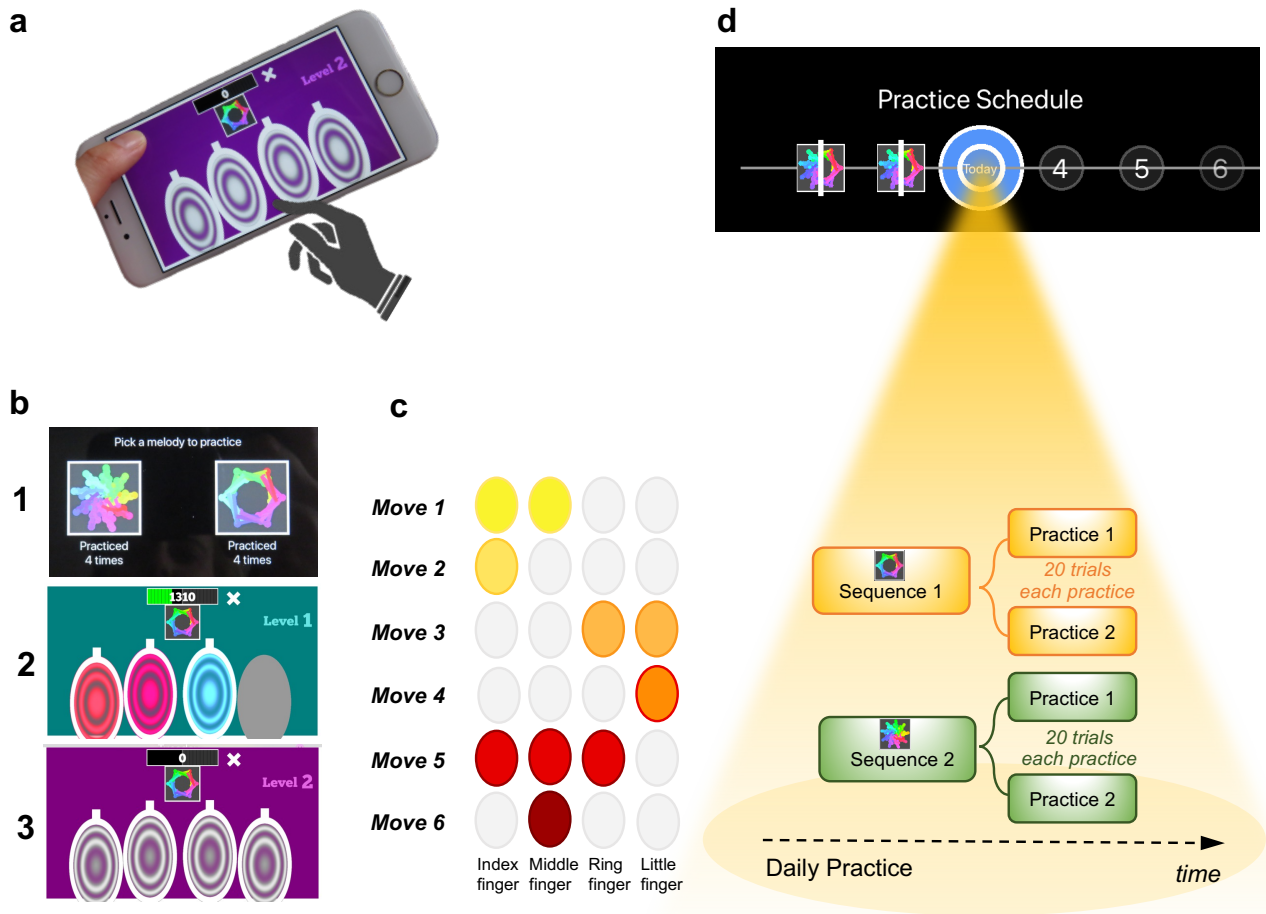 a
0
Level 2
b
1
Pick a melody to practice
Practiced
4 times
Practiced
4 times
2
1310
Level 1
3
0
Level 2
c
Move 1
Move 2
Move 3
Move 4
Move 5
Move 6
Index
finger
Middle
finger
Ring
finger
Little
finger
d
Practice Schedule
Today
4
5
6
Sequence 1
Practice 1
20 trials
each practice
Practice 2
Sequence 2
Practice 1
20 trials
each practice
Practice 2
Daily Practice
time